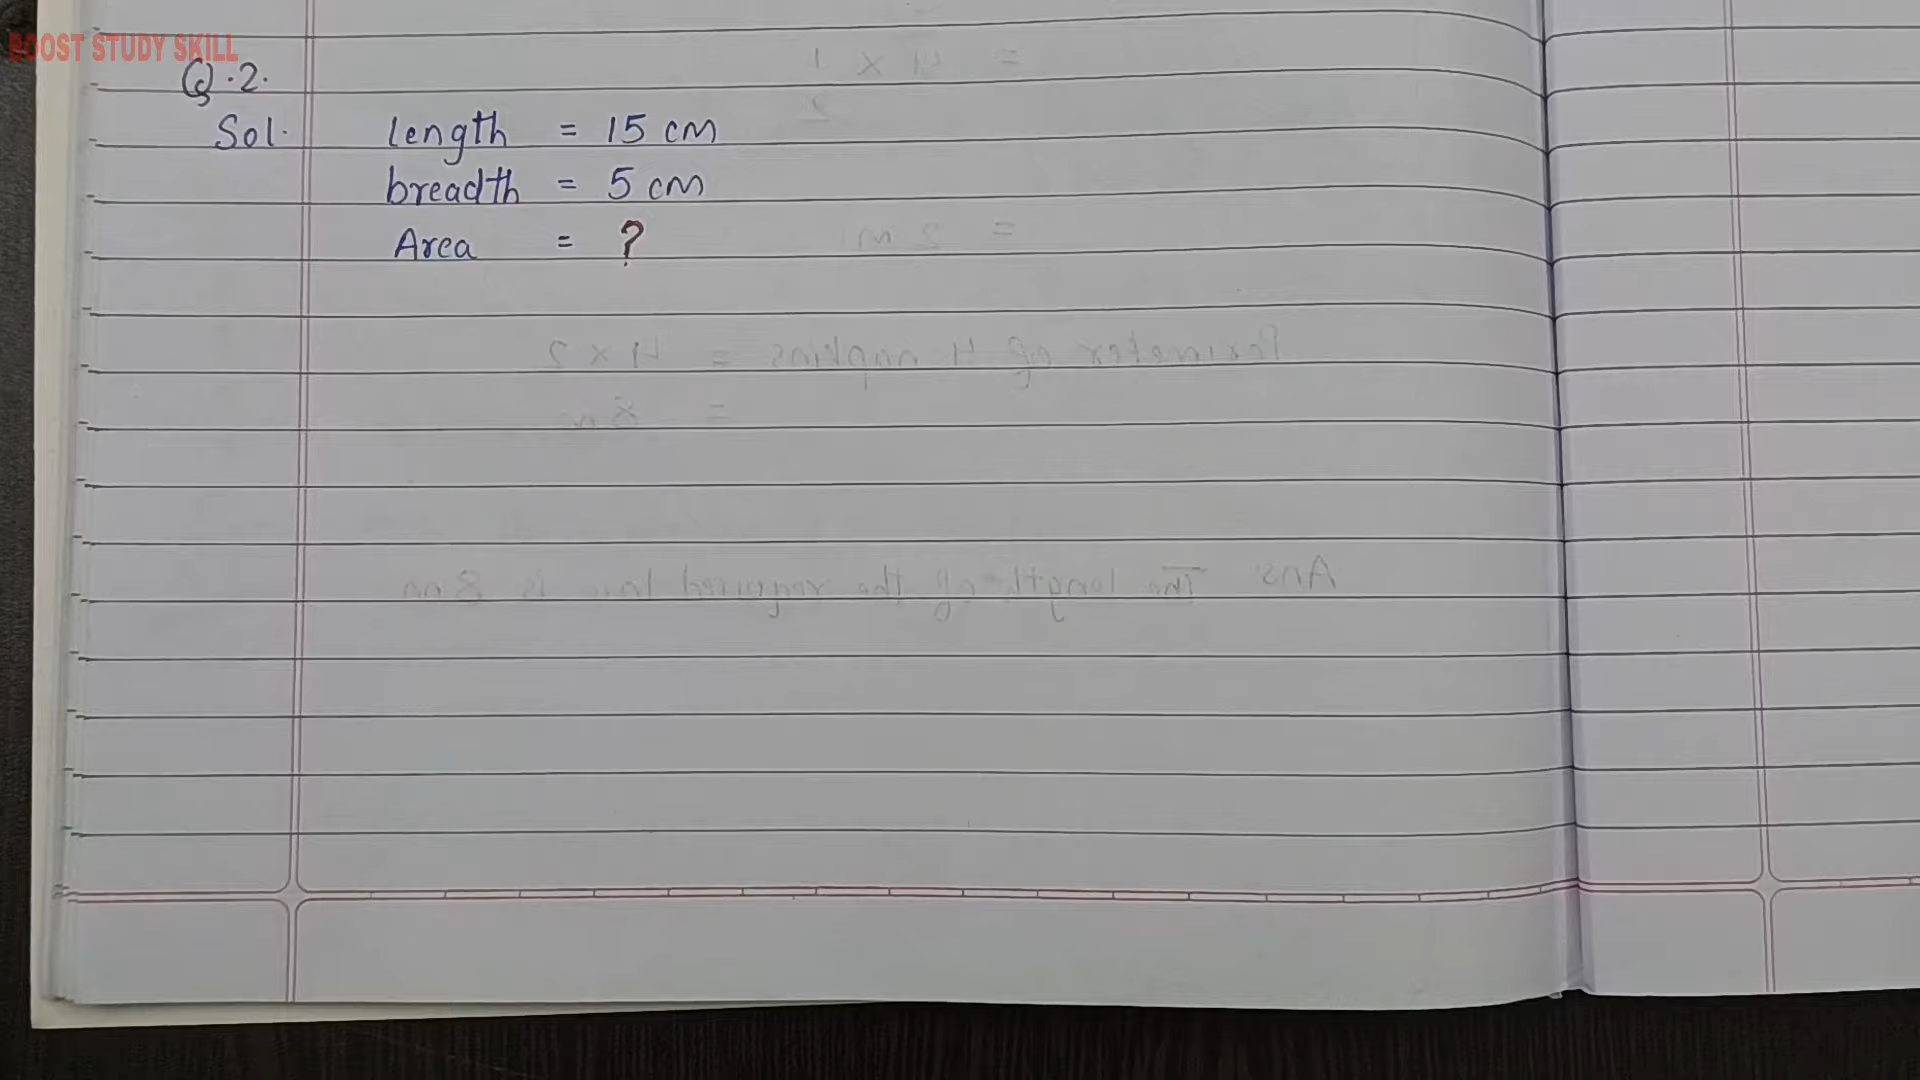 BOOST STUDY SKILL
Q.2.
Sol. length = 15 cm
breadth = 5 cm
Area = ?